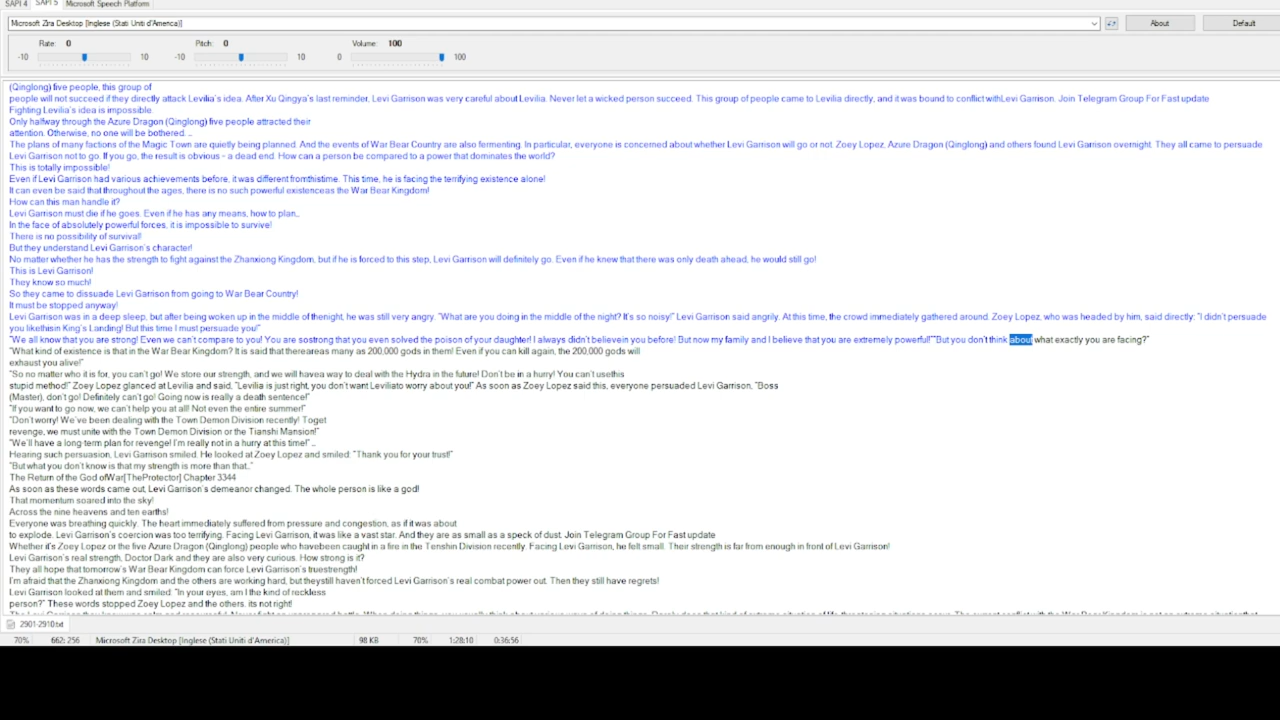 SAPI 4 SAPI 5 Microsoft Speech Platform
Microsoft Zira Desktop [Inglese (Stati Uniti d'America)] About Default
Rate: 0 Pitch: 0 Volume: 100
-10 10 -10 10 0 100
(Qinglong) five people, this group of
people will not succeed if they directly attack Levilia's idea. After Xu Qingya's last reminder, Levi Garrison was very careful about Levilia. Never let a wicked person succeed. This group of people came to Levilia directly, and it was bound to conflict withLevi Garrison. Join Telegram Group For Fast update
Fighting Levilia's idea is impossible.
Only halfway through the Azure Dragon (Qinglong) five people attracted their
attention. Otherwise, no one will be bothered. ..
The plans of many factions of the Magic Town are quietly being planned. And the events of War Bear Country are also fermenting. In particular, everyone is concerned about whether Levi Garrison will go or not. Zoey Lopez, Azure Dragon (Qinglong) and others found Levi Garrison overnight. They all came to persuade
Levi Garrison not to go. If you go, the result is obvious - a dead end. How can a person be compared to a power that dominates the world?
This is totally impossible!
Even if Levi Garrison had various achievements before, it was different fromthistime. This time, he is facing the terrifying existence alone!
It can even be said that throughout the ages, there is no such powerful existenceas the War Bear Kingdom!
How can this man handle it?
Levi Garrison must die if he goes. Even if he has any means, how to plan...
In the face of absolutely powerful forces, it is impossible to survive!
There is no possibility of survival!
But they understand Levi Garrison's character!
No matter whether he has the strength to fight against the Zhanxiong Kingdom, but if he is forced to this step, Levi Garrison will definitely go. Even if he knew that there was only death ahead, he would still go!
This is Levi Garrison!
They know so much!
So they came to dissuade Levi Garrison from going to War Bear Country!
It must be stopped anyway!
Levi Garrison was in a deep sleep, but after being woken up in the middle of thenight, he was still very angry. "What are you doing in the middle of the night? It's so noisy!" Levi Garrison said angrily. At this time, the crowd immediately gathered around. Zoey Lopez, who was headed by him, said directly: "I didn't persuade
you likethisin King's Landing! But this time I must persuade you!"
"We all know that you are strong! Even we can't compare to you! You are sostrong that you even solved the poison of your daughter! I always didn't believein you before! But now my family and I believe that you are extremely powerful!""But you don't think about what exactly you are facing?"
"What kind of existence is that in the War Bear Kingdom? It is said that thereareas many as 200,000 gods in them! Even if you can kill again, the 200,000 gods will
exhaust you alive!"
"So no matter who it is for, you can't go! We store our strength, and we will havea way to deal with the Hydra in the future! Don't be in a hurry! You can't usethis
stupid method!" Zoey Lopez glanced at Levilia and said, "Levilia is just right, you don't want Leviliato worry about you!" As soon as Zoey Lopez said this, everyone persuaded Levi Garrison, "Boss
(Master), don't go! Definitely can't go! Going now is really a death sentence!"
"If you want to go now, we can't help you at all! Not even the entire summer!"
"Don't worry! We've been dealing with the Town Demon Division recently! Toget
revenge, we must unite with the Town Demon Division or the Tianshi Mansion!"
"We'll have a long term plan for revenge! I'm really not in a hurry at this time!" ..
Hearing such persuasion, Levi Garrison smiled. He looked at Zoey Lopez and smiled: "Thank you for your trust!"
"But what you don't know is that my strength is more than that.."
The Return of the God ofWar[TheProtector] Chapter 3344
As soon as these words came out, Levi Garrison's demeanor changed. The whole person is like a god!
That momentum soared into the sky!
Across the nine heavens and ten earths!
Everyone was breathing quickly. The heart immediately suffered from pressure and congestion, as if it was about
to explode. Levi Garrison's coercion was too terrifying. Facing Levi Garrison, it was like a vast star. And they are as small as a speck of dust. Join Telegram Group For Fast update
Whether it's Zoey Lopez or the five Azure Dragon (Qinglong) people who havebeen caught in a fire in the Tenshin Division recently. Facing Levi Garrison, he felt small. Their strength is far from enough in front of Levi Garrison!
Levi Garrison's real strength, Doctor Dark and they are also very curious. How strong is it?
They all hope that tomorrow's War Bear Kingdom can force Levi Garrison's truestrength!
I'm afraid that the Zhanxiong Kingdom and the others are working hard, but theystill haven't forced Levi Garrison's real combat power out. Then they still have regrets!
Levi Garrison looked at them and smiled: "In your eyes, am I the kind of reckless
person?" These words stopped Zoey Lopez and the others. its not right!
2901-2910.txt
70% 662: 256 Microsoft Zira Desktop [Inglese (Stati Uniti d'America)] 98 KB 70% 1:28:10 0:36:56